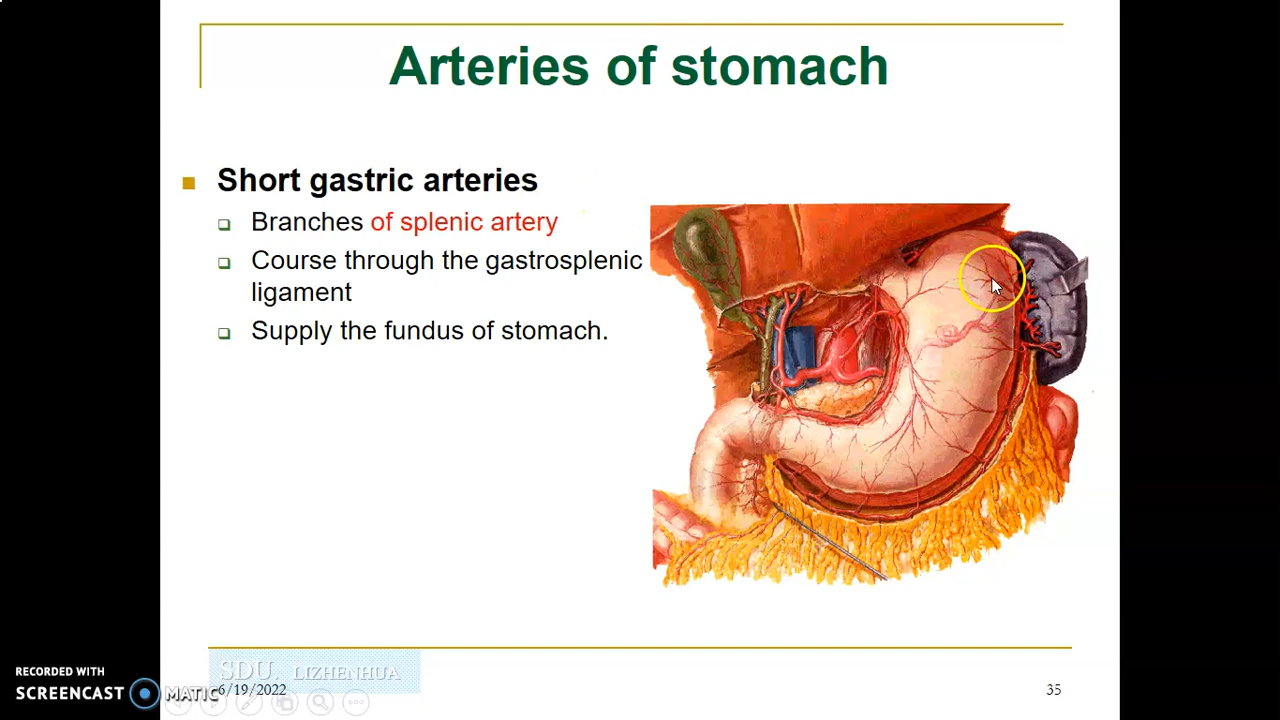 Arteries of stomach
Short gastric arteries
Branches of splenic artery
Course through the gastrosplenic
ligament
Supply the fundus of stomach.
SDU. LIZHENHUA
6/19/2022
35
RECORDED WITH
SCREENCAST MATIC